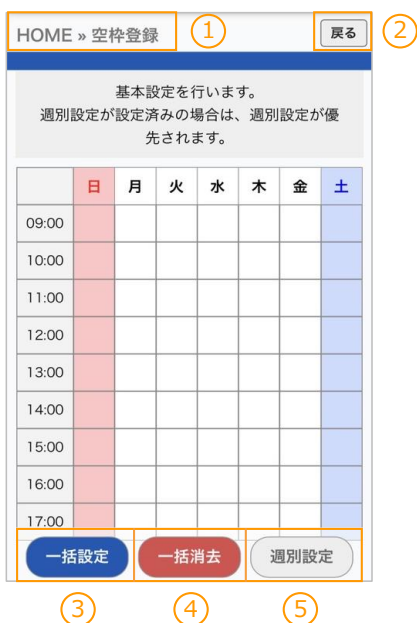 HOME » 空枠登録 ① 戻る ②
基本設定を行います。
週別設定が設定済みの場合は、週別設定が優
先されます。
日 月 火 水 木 金 土
09:00
10:00
11:00
12:00
13:00
14:00
15:00
16:00
17:00
一括設定 一括消去 週別設定
③ ④ ⑤